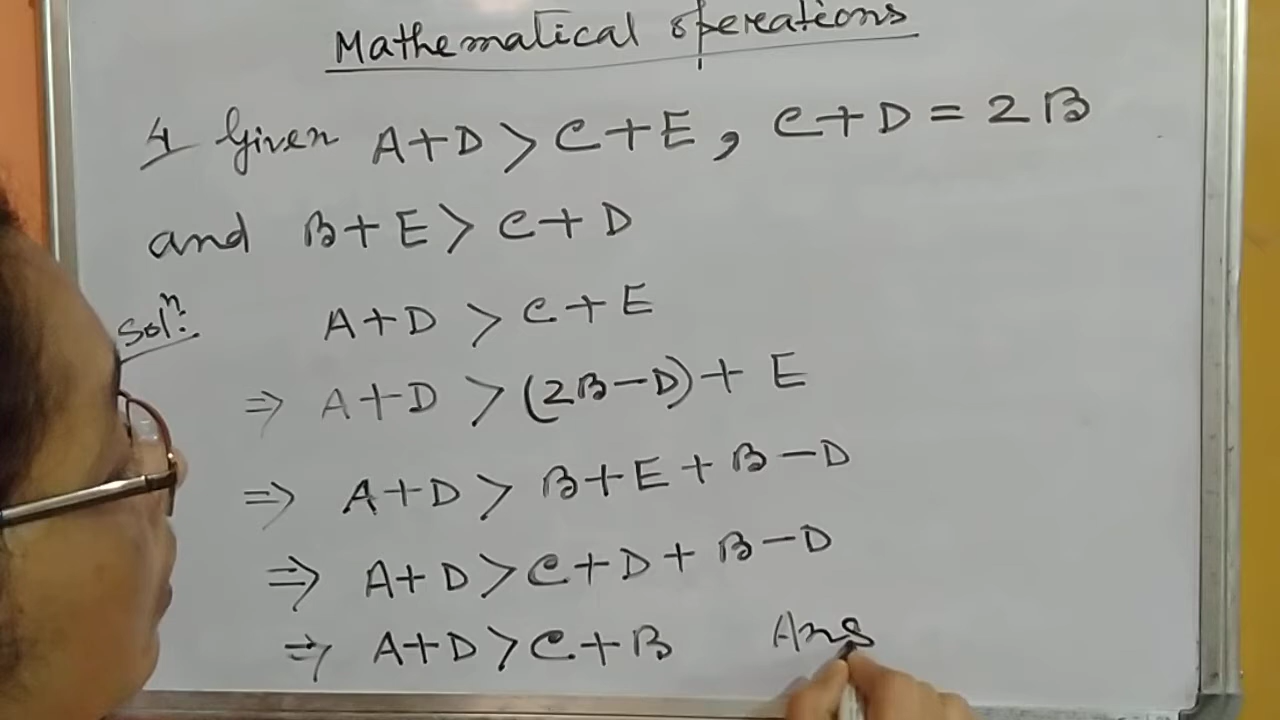 Mathematical operations
4 Given A+D > C+E, C+D = 2B
and B+E > C+D
Solⁿ: A+D > C+E
⇒ A+D > (2B-D)+E
⇒ A+D > B+E+B-D
⇒ A+D > C+D+B-D
⇒ A+D > C+B Ans